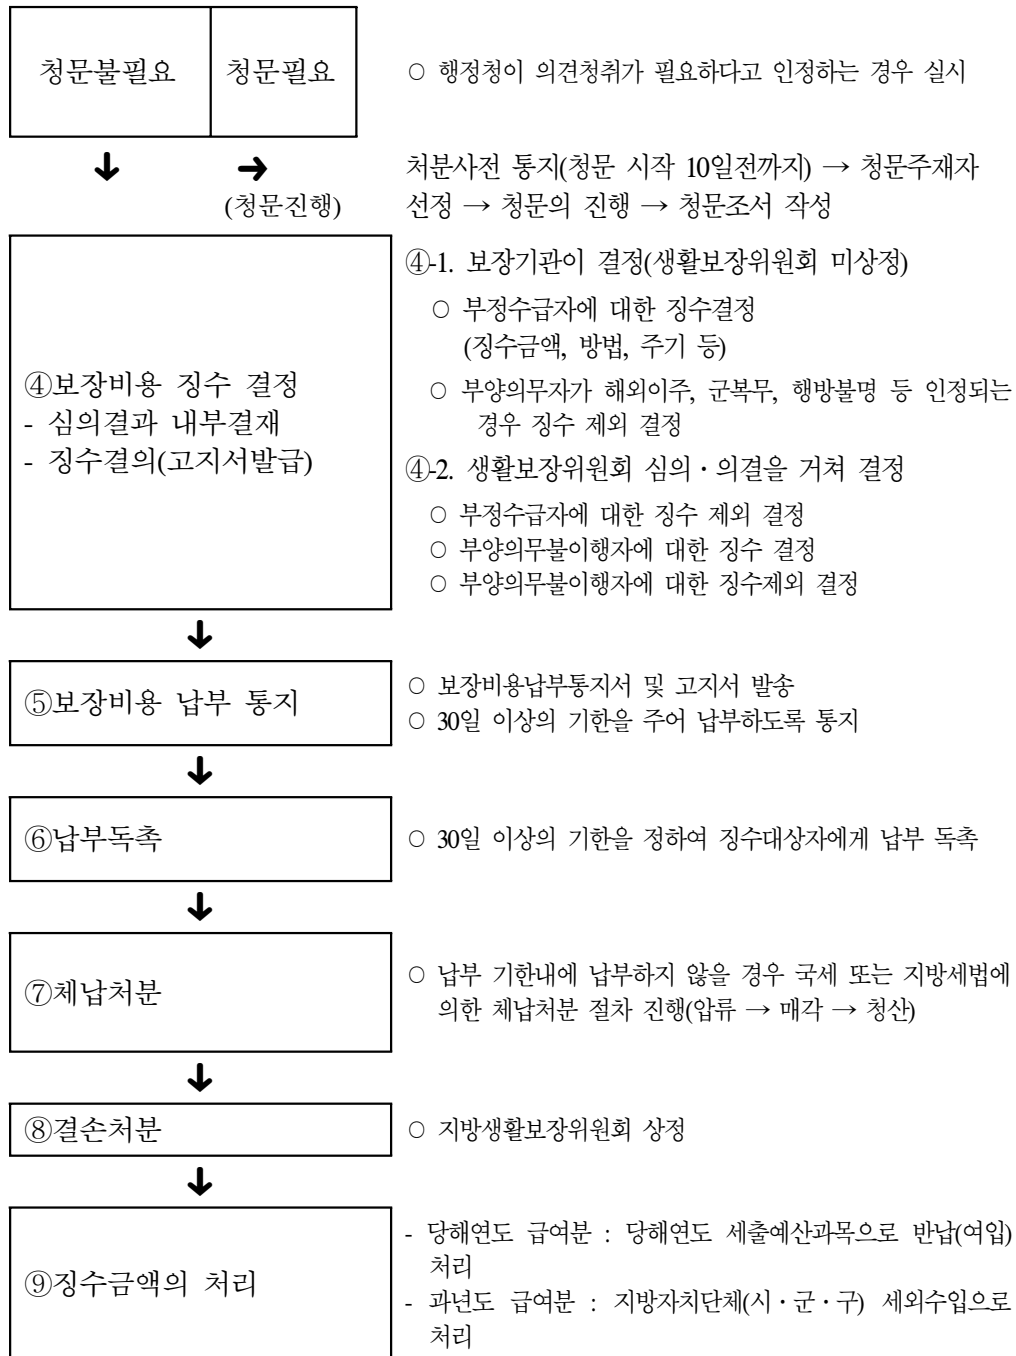 청문불필요 청문필요
○ 행정청이 의견청취가 필요하다고 인정하는 경우 실시
↓ →
(청문진행)
처분사전 통지(청문 시작 10일전까지) → 청문주재자
선정 → 청문의 진행 → 청문조서 작성
④보장비용 징수 결정
- 심의결과 내부결재
- 징수결의(고지서발급)
④-1. 보장기관이 결정(생활보장위원회 미상정)
○ 부정수급자에 대한 징수결정
(징수금액, 방법, 주기 등)
○ 부양의무자가 해외이주, 군복무, 행방불명 등 인정되는
경우 징수 제외 결정
④-2. 생활보장위원회 심의·의결을 거쳐 결정
○ 부정수급자에 대한 징수 제외 결정
○ 부양의무불이행자에 대한 징수 결정
○ 부양의무불이행자에 대한 징수제외 결정
↓
⑤보장비용 납부 통지
○ 보장비용납부통지서 및 고지서 발송
○ 30일 이상의 기한을 주어 납부하도록 통지
↓
⑥납부독촉
○ 30일 이상의 기한을 정하여 징수대상자에게 납부 독촉
↓
⑦체납처분
○ 납부 기한내에 납부하지 않을 경우 국세 또는 지방세법에
의한 체납처분 절차 진행(압류 → 매각 → 청산)
↓
⑧결손처분
○ 지방생활보장위원회 상정
↓
⑨징수금액의 처리
- 당해연도 급여분 : 당해연도 세출예산과목으로 반납(여입)
처리
- 과년도 급여분 : 지방자치단체(시·군·구) 세외수입으로
처리